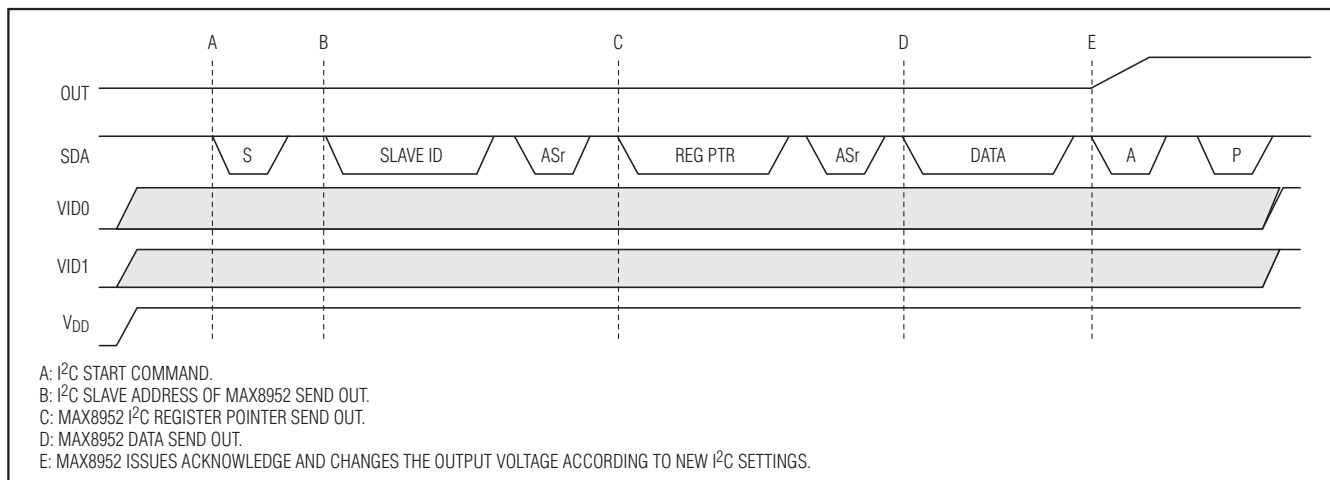 A B C D E
OUT
SDA S SLAVE ID ASr REG PTR ASr DATA A P
VID0
VID1
VDD
A: I2C START COMMAND.
B: I2C SLAVE ADDRESS OF MAX8952 SEND OUT.
C: MAX8952 I2C REGISTER POINTER SEND OUT.
D: MAX8952 DATA SEND OUT.
E: MAX8952 ISSUES ACKNOWLEDGE AND CHANGES THE OUTPUT VOLTAGE ACCORDING TO NEW I2C SETTINGS.